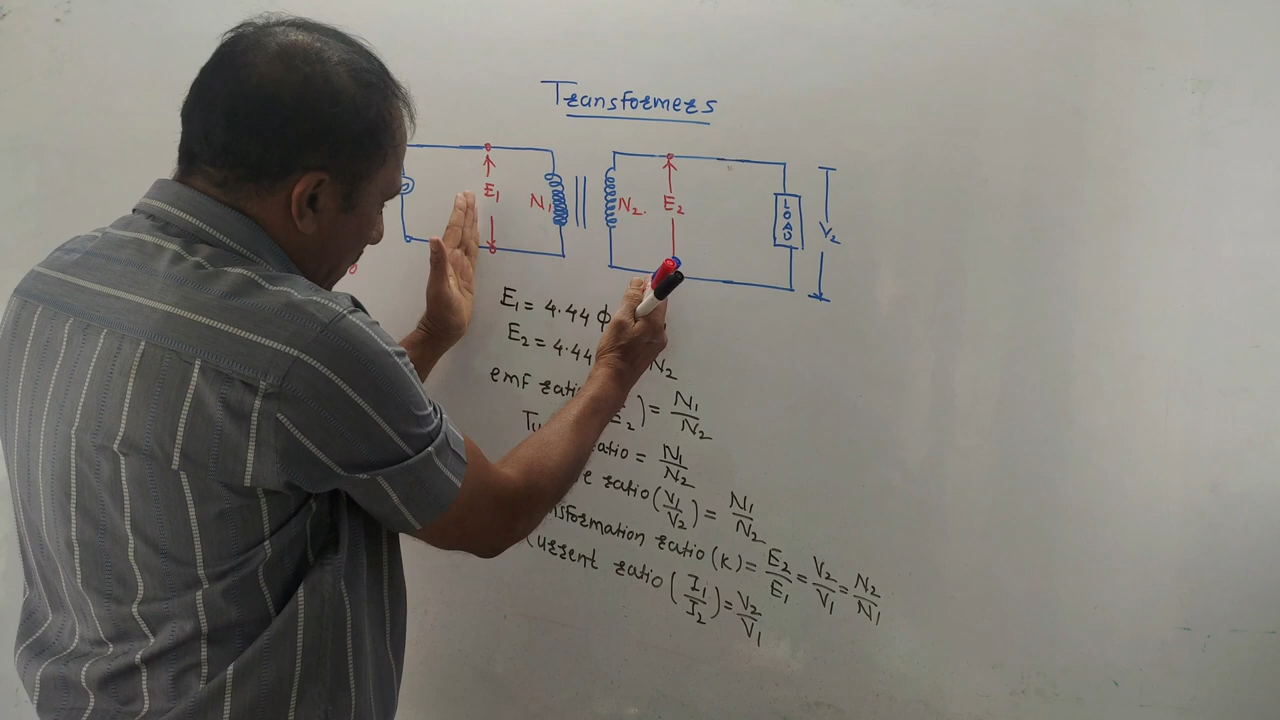 Transformers
E1 N1 N2. E2 LOAD V2
E1 = 4.44 Φ
E2 = 4.44 N2
emf ratio 2) = N1/N2
ratio = N1/N2
ratio (V1/V2) = N1/N2
nsformation ratio (K) = E2/E1 = V2/V1 = N2/N1
Current ratio (I1/I2) = V2/V1